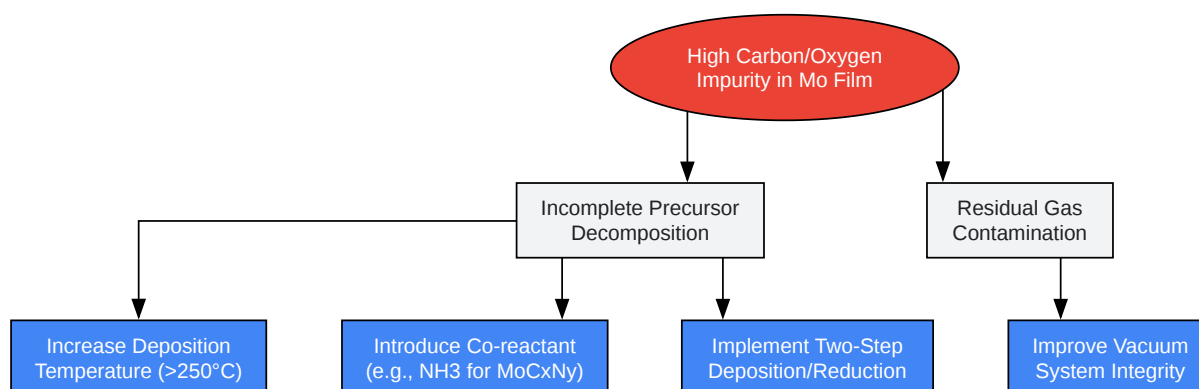 High Carbon/Oxygen
Impurity in Mo Film
Incomplete Precursor
Decomposition
Residual Gas
Contamination
Increase Deposition
Temperature (>250°C)
Introduce Co-reactant
(e.g., NH3 for MoCxNy)
Implement Two-Step
Deposition/Reduction
Improve Vacuum
System Integrity